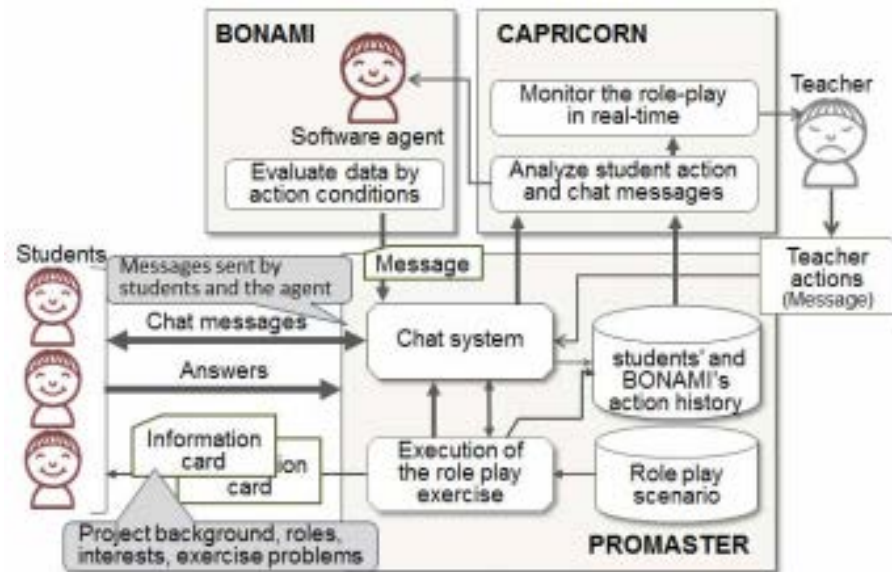 BONAMI
Software agent
Evaluate data by
action conditions
CAPRICORN
Monitor the role-play
in real-time
Analyze student action
and chat messages
Teacher
Teacher
actions
(Message)
Students
Messages sent by
students and the agent
Message
Chat messages
Chat system
Answers
students' and
BONAMI's
action history
Information
card
ion
card
Execution of
the role play
exercise
Role play
scenario
Project background, roles,
interests, exercise problems
PROMASTER